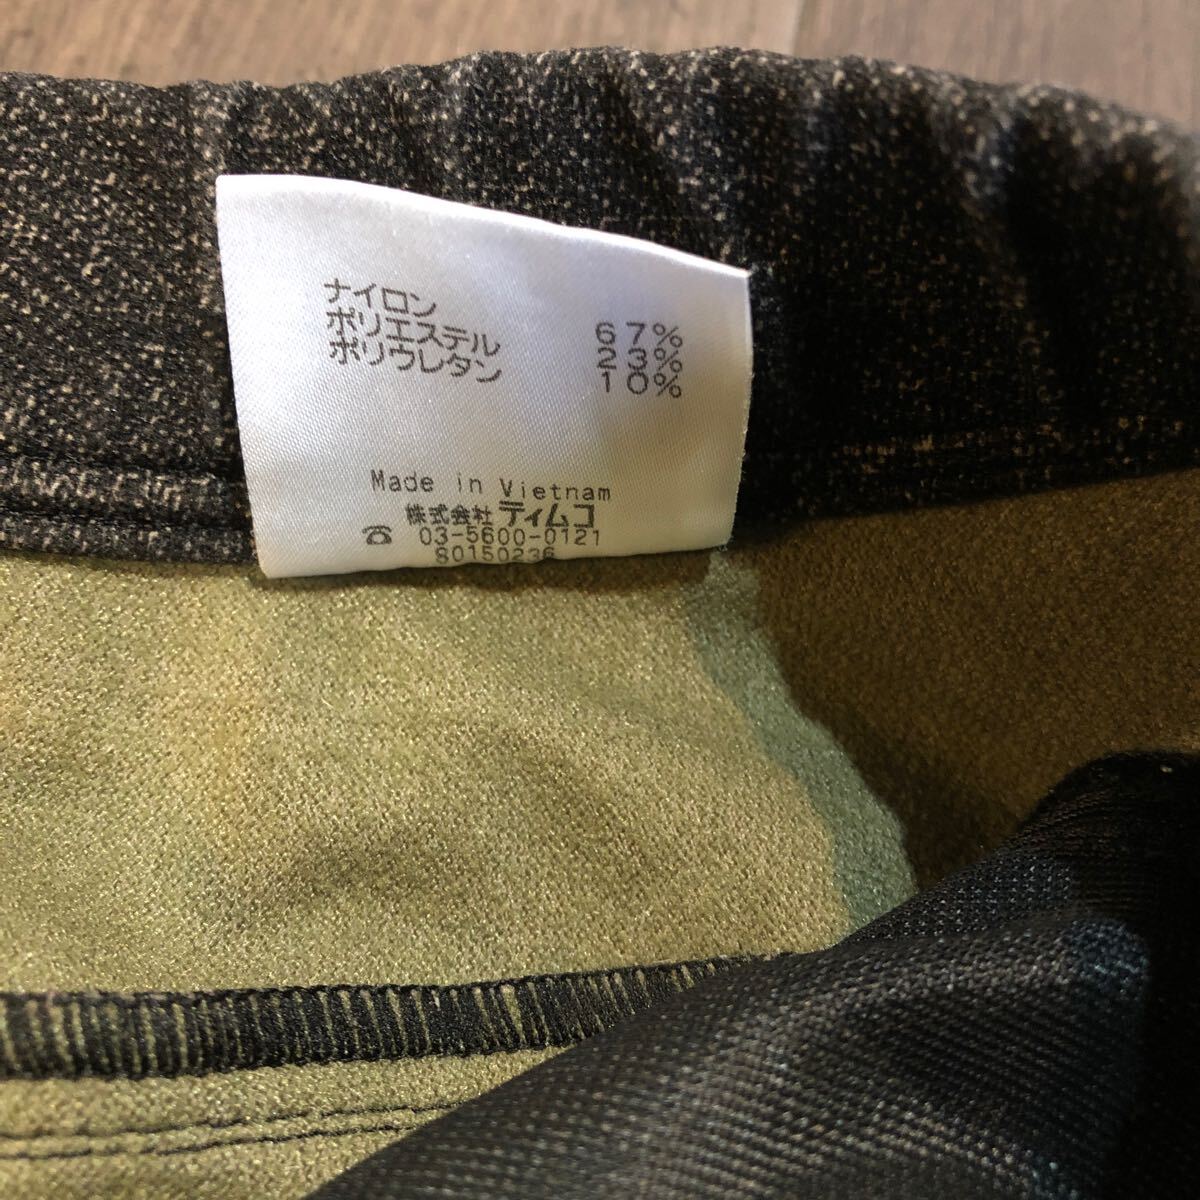 ナイロン 67%
ポリエステル 23%
ポリウレタン 10%
Made in Vietnam
株式会社 ティムコ
☎ 03-5600-0121
80150236